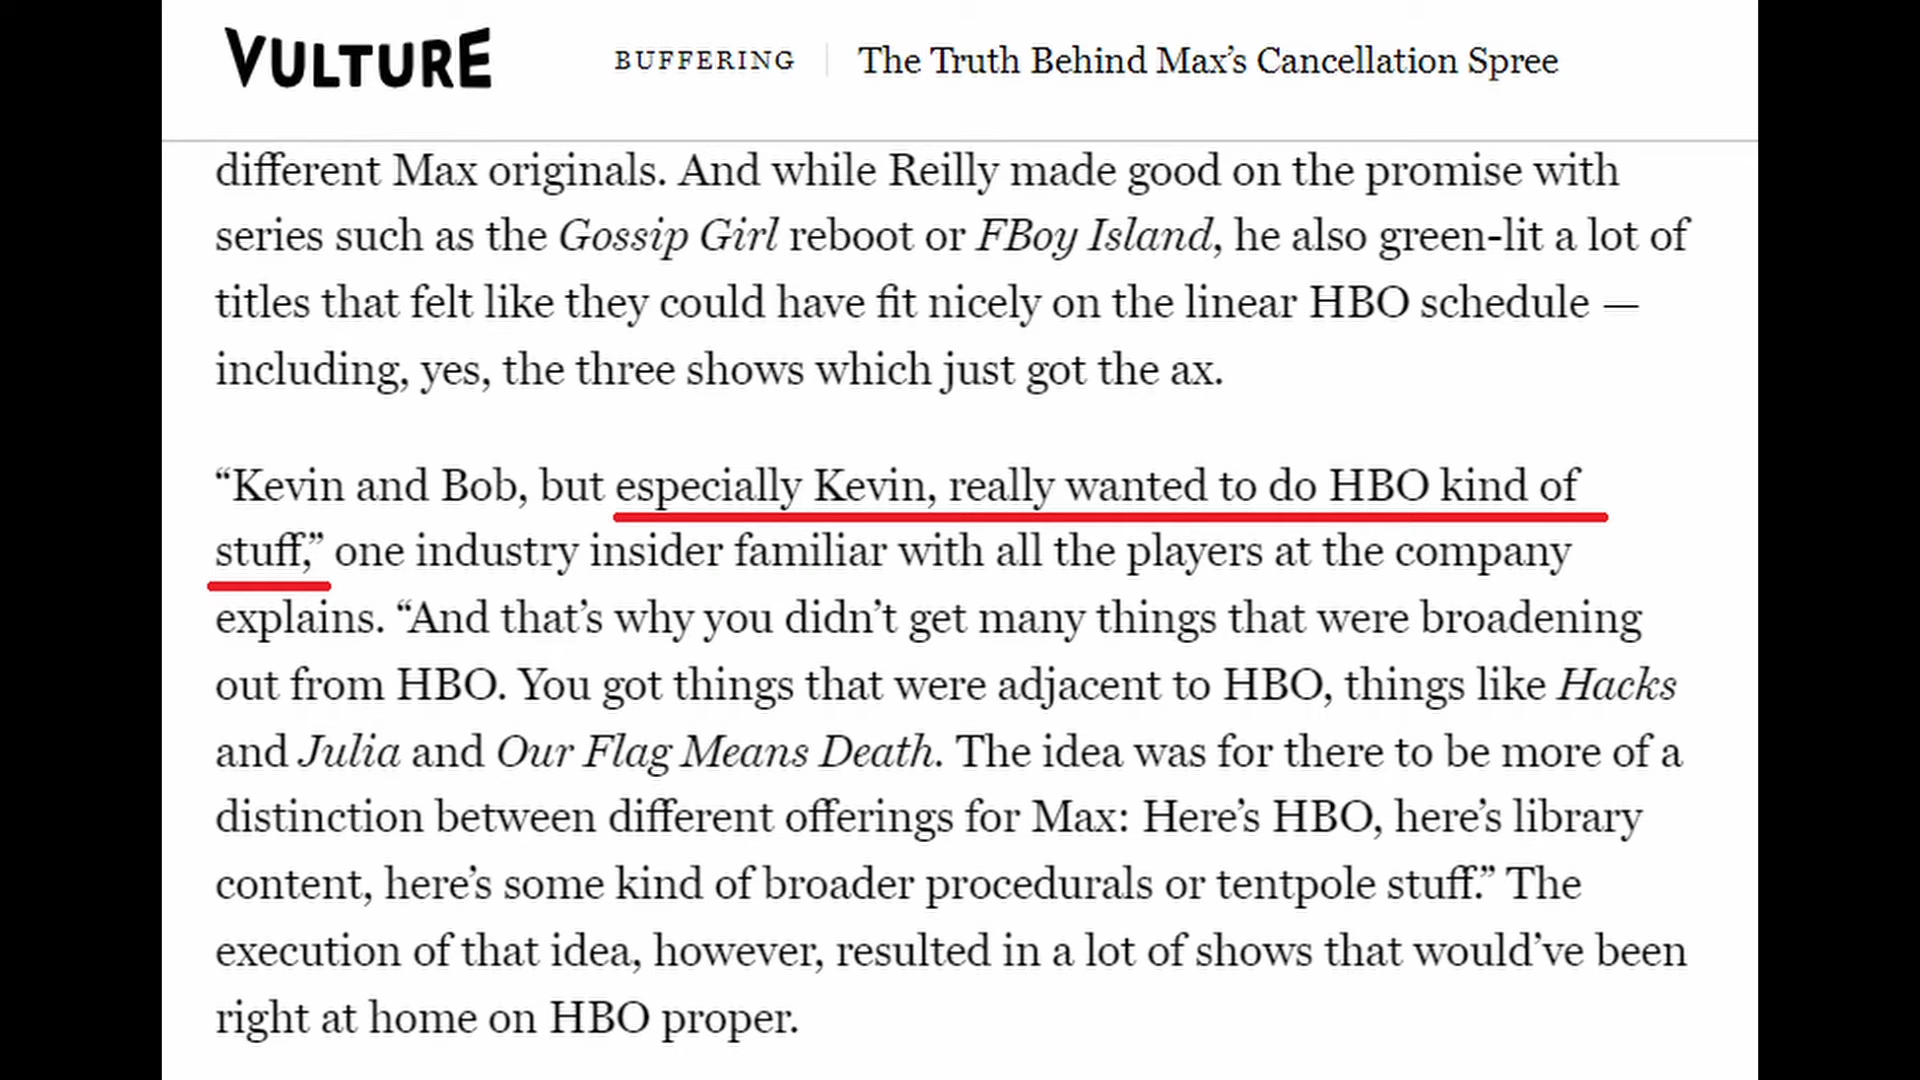 VULTURE
BUFFERING | The Truth Behind Max’s Cancellation Spree
different Max originals. And while Reilly made good on the promise with
series such as the Gossip Girl reboot or FBoy Island, he also green-lit a lot of
titles that felt like they could have fit nicely on the linear HBO schedule —
including, yes, the three shows which just got the ax.
“Kevin and Bob, but especially Kevin, really wanted to do HBO kind of
stuff,” one industry insider familiar with all the players at the company
explains. “And that’s why you didn’t get many things that were broadening
out from HBO. You got things that were adjacent to HBO, things like Hacks
and Julia and Our Flag Means Death. The idea was for there to be more of a
distinction between different offerings for Max: Here’s HBO, here’s library
content, here’s some kind of broader procedurals or tentpole stuff.” The
execution of that idea, however, resulted in a lot of shows that would’ve been
right at home on HBO proper.